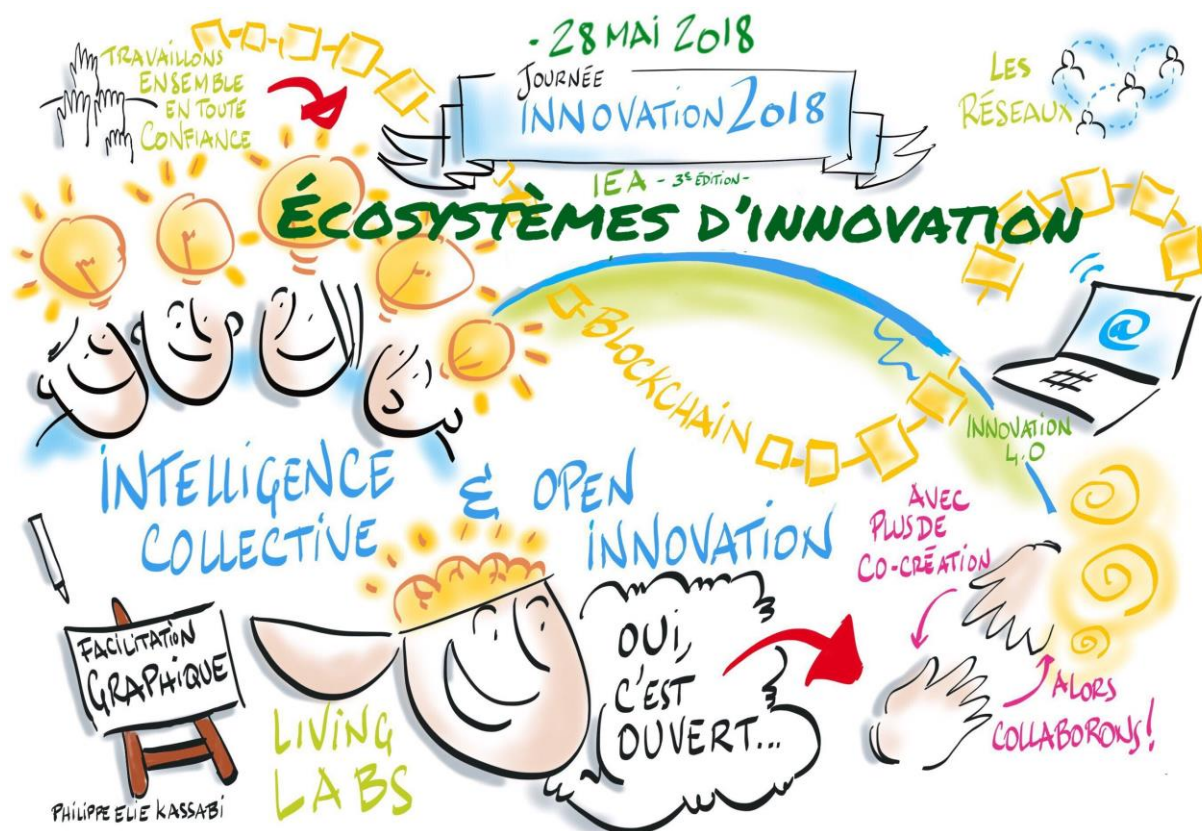 TRAVAILLONS
ENSEMBLE
EN TOUTE
CONFIANCE
- 28 MAI 2018
JOURNÉE
INNOVATION 2018
IEA - 3E ÉDITION -
LES
RÉSEAUX
ÉCOSYSTÈMES D'INNOVATION
BLOCKCHAIN
@
INNOVATION
4.0
INTELLIGENCE
COLLECTIVE
& OPEN
INNOVATION
AVEC
PLUS DE
CO-CRÉATION
FACILITATION
GRAPHIQUE
LIVING
LABS
OUI,
C'EST
OUVERT...
ALORS
COLLABORONS!
PHILIPPE ELIE KASSABI